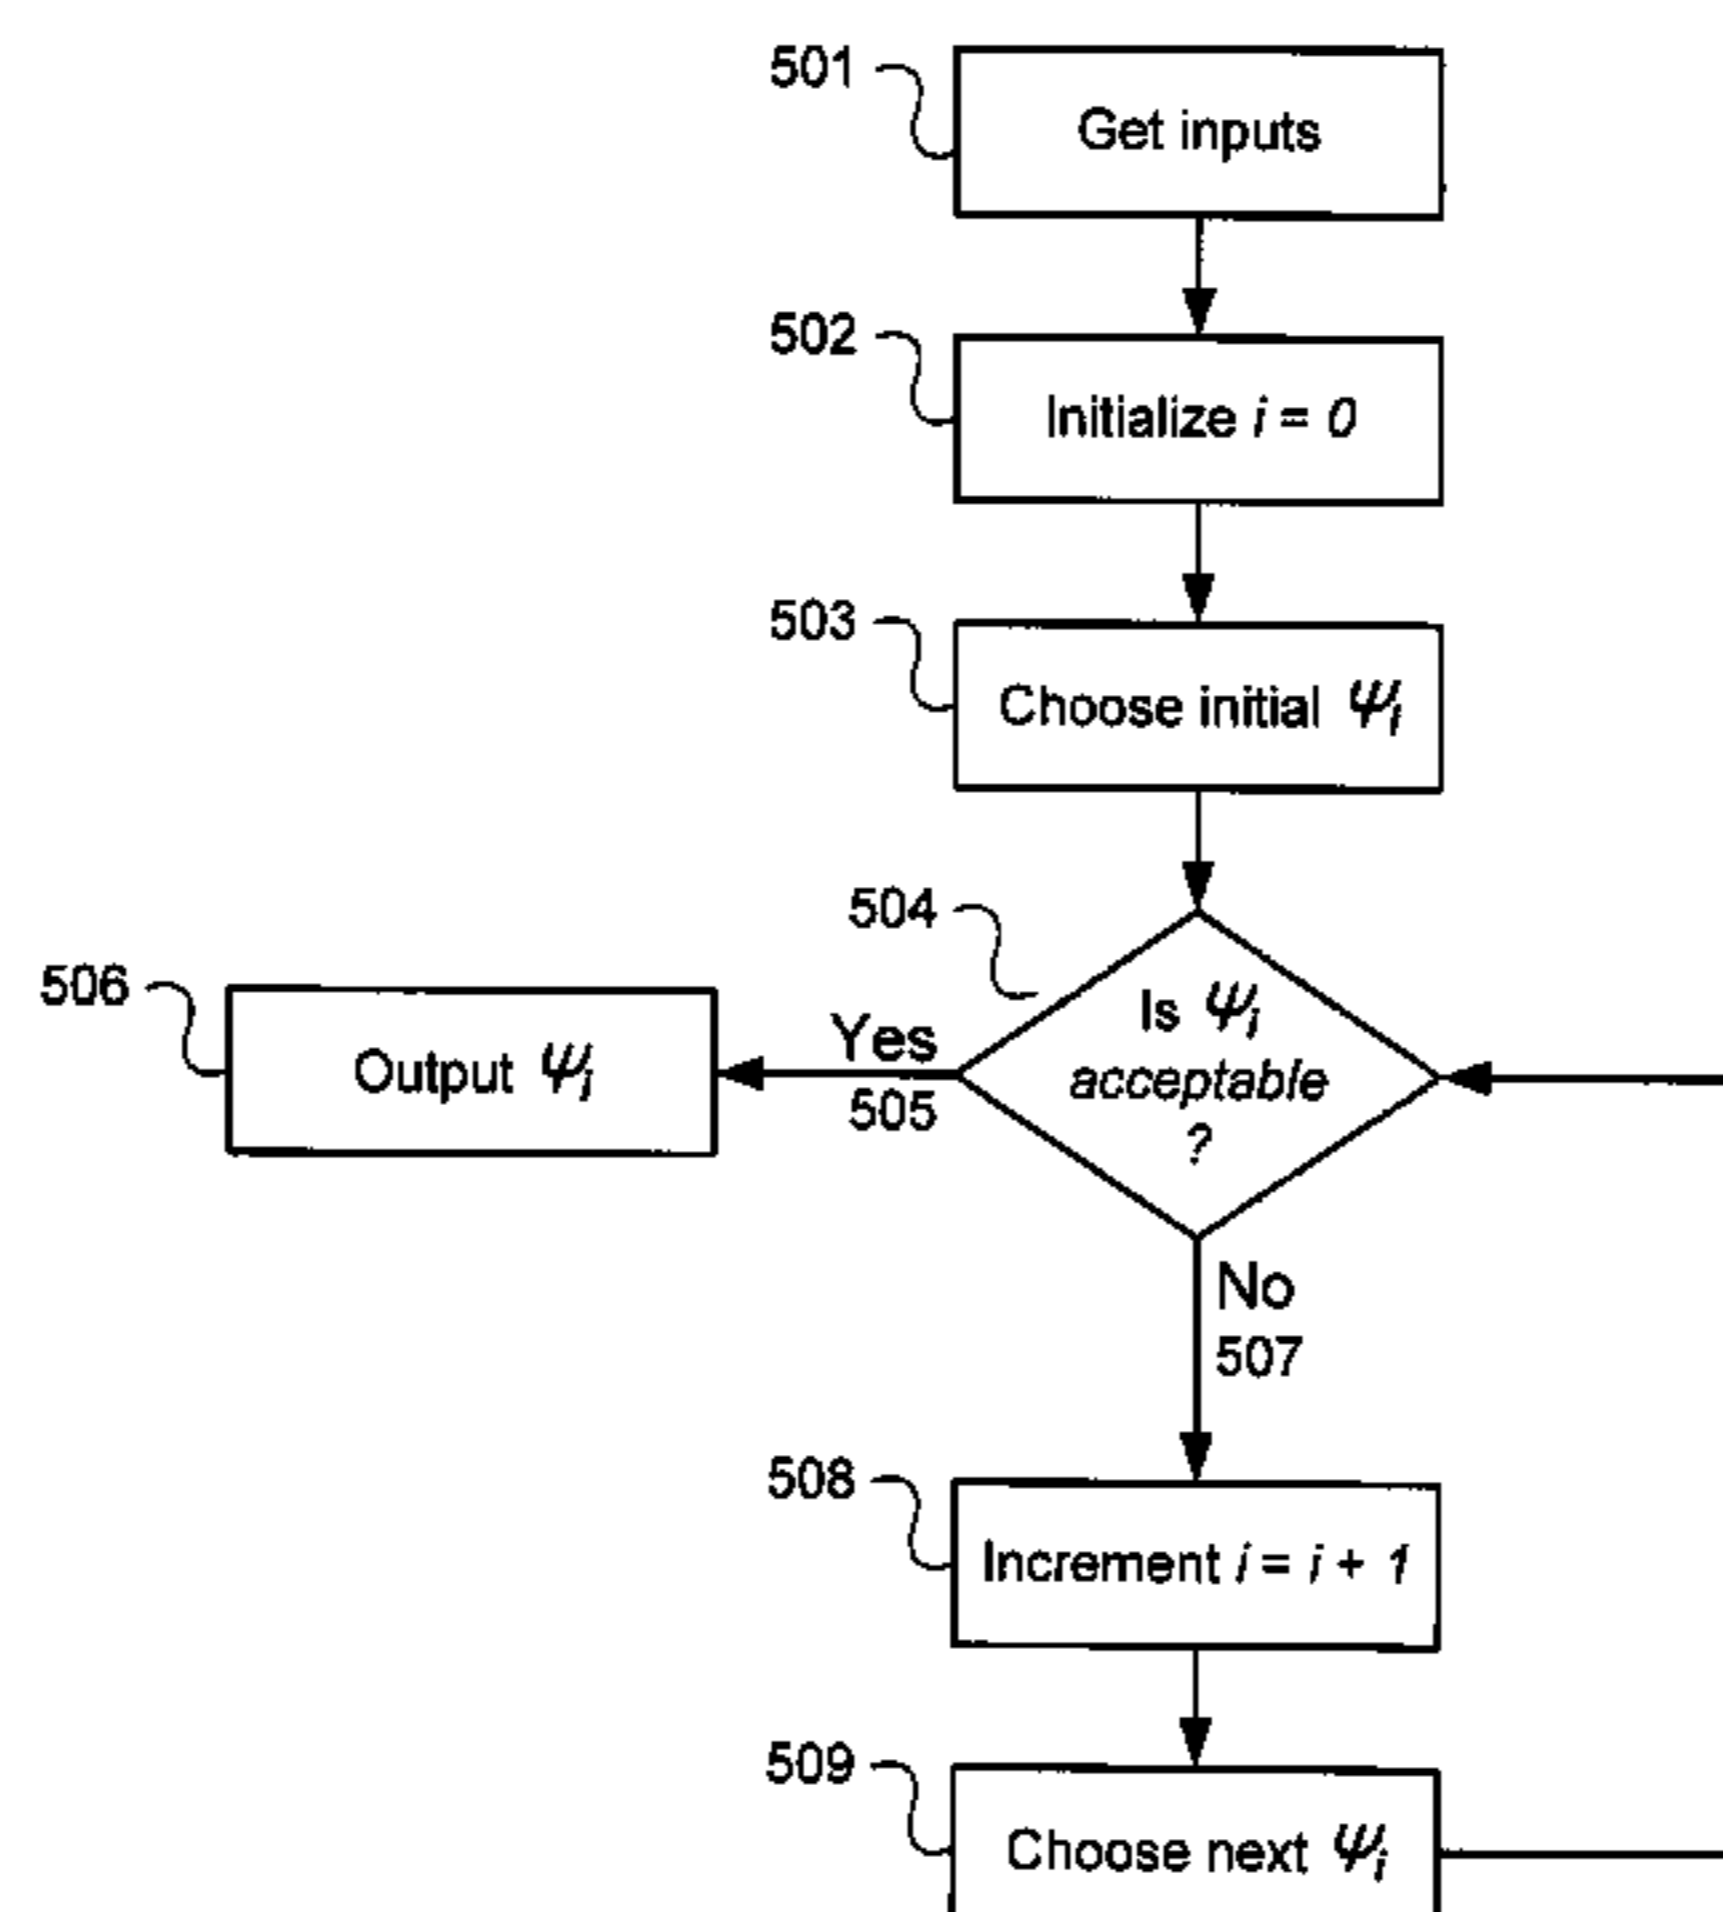 501
Get inputs
502
Initialize i = 0
503
Choose initial ψi
504
Is ψi
acceptable
?
Yes
505
506
Output ψi
No
507
508
Increment i = i + 1
509
Choose next ψi